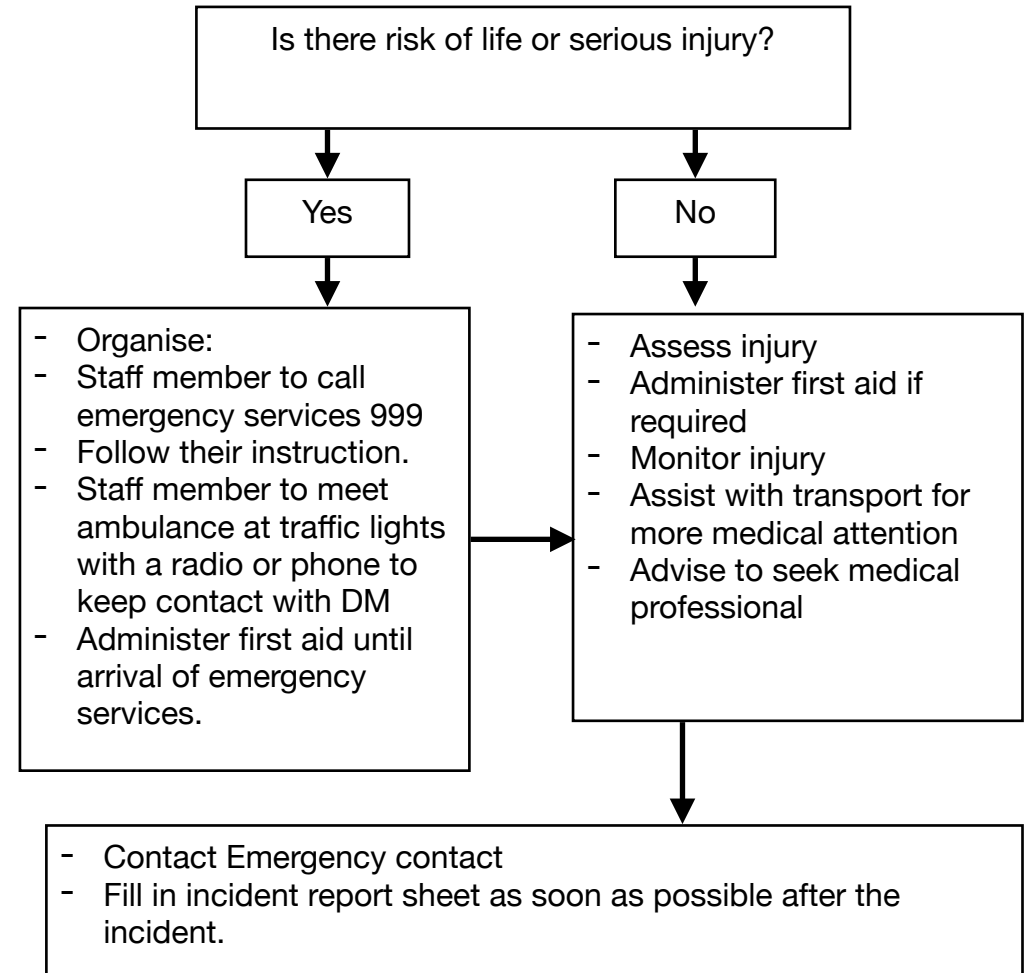 Is there risk of life or serious injury?
Yes
No
- Organise:
- Staff member to call
emergency services 999
- Follow their instruction.
- Staff member to meet
ambulance at traffic lights
with a radio or phone to
keep contact with DM
- Administer first aid until
arrival of emergency
services.
- Assess injury
- Administer first aid if
required
- Monitor injury
- Assist with transport for
more medical attention
- Advise to seek medical
professional
- Contact Emergency contact
- Fill in incident report sheet as soon as possible after the
incident.